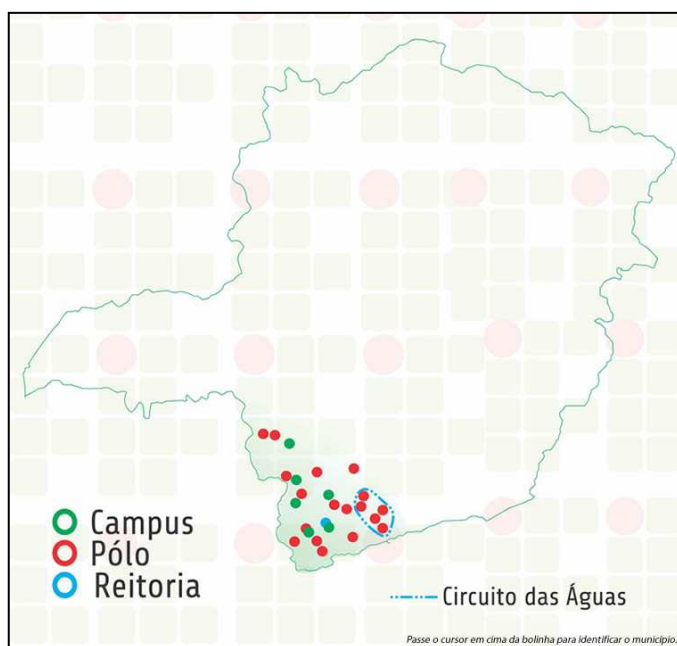 Campus
Pólo
Reitoria
Circuito das Águas
Passe o cursor em cima da bolinha para identificar o município.